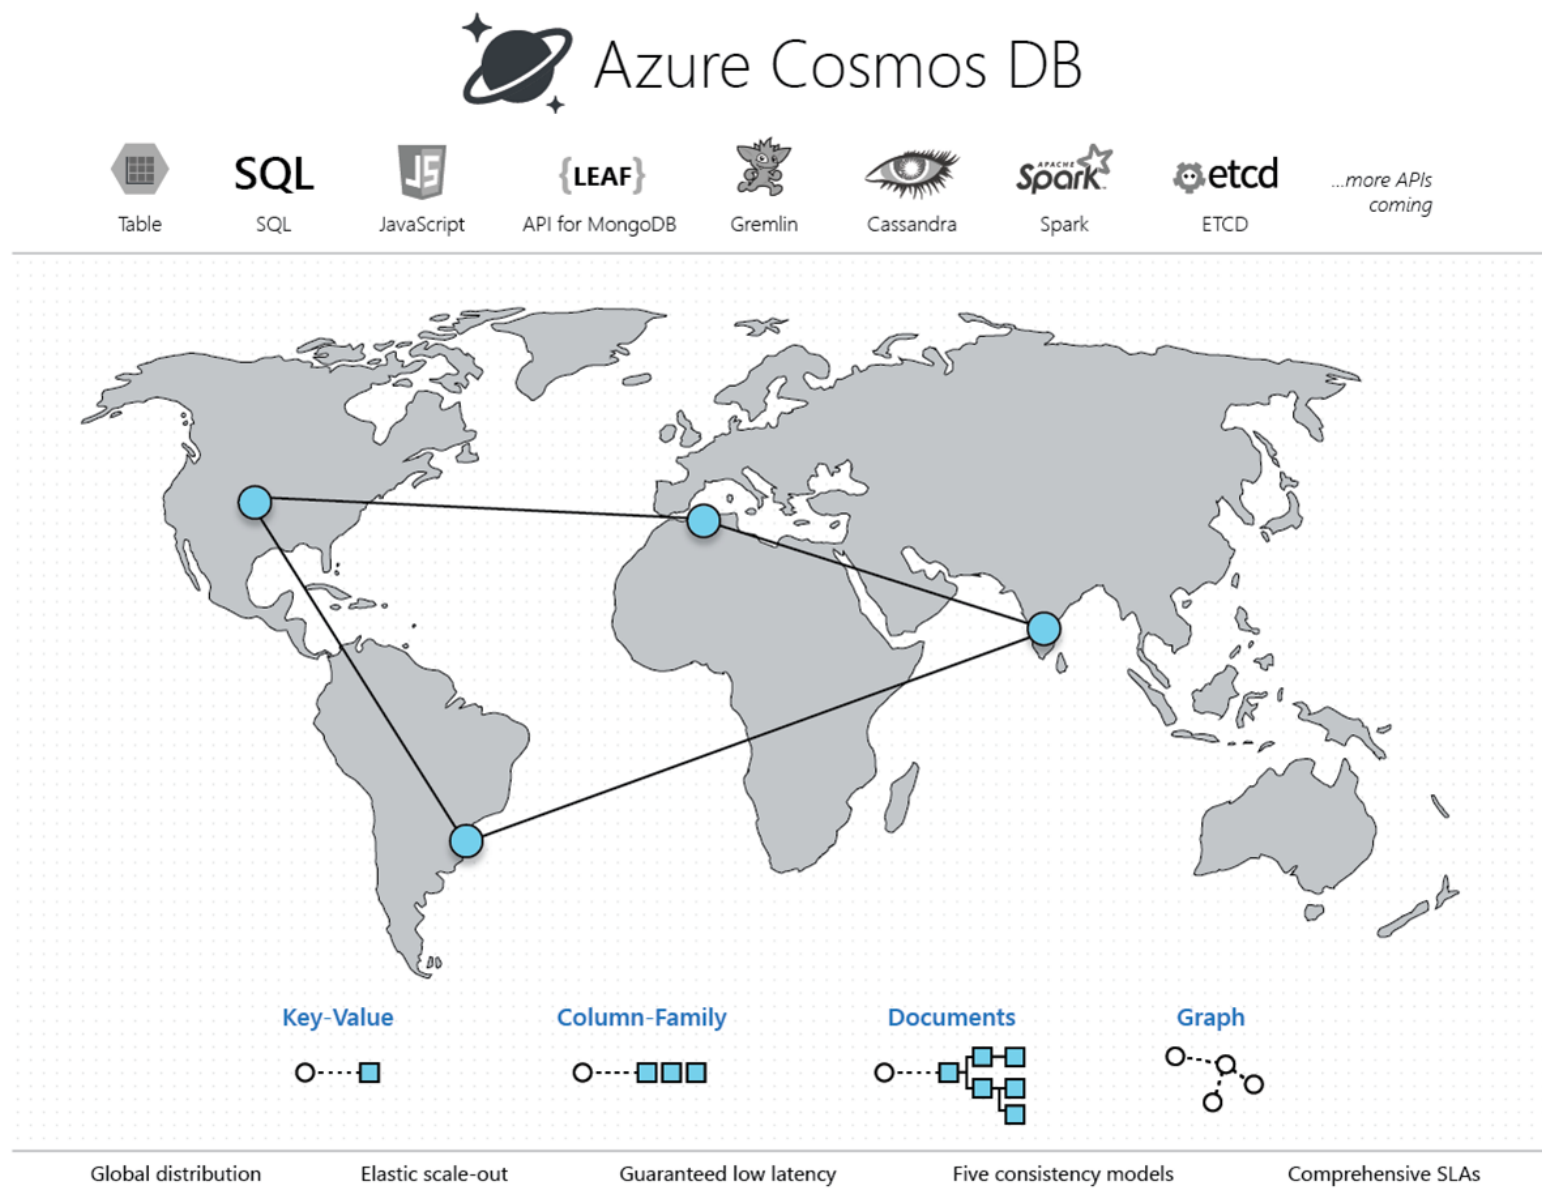 Azure Cosmos DB
SQL
JS
{LEAF}
APACHE
Spark
etcd
...more APIs
coming
Table
SQL
JavaScript
API for MongoDB
Gremlin
Cassandra
Spark
ETCD
Key-Value
Column-Family
Documents
Graph
Global distribution
Elastic scale-out
Guaranteed low latency
Five consistency models
Comprehensive SLAs